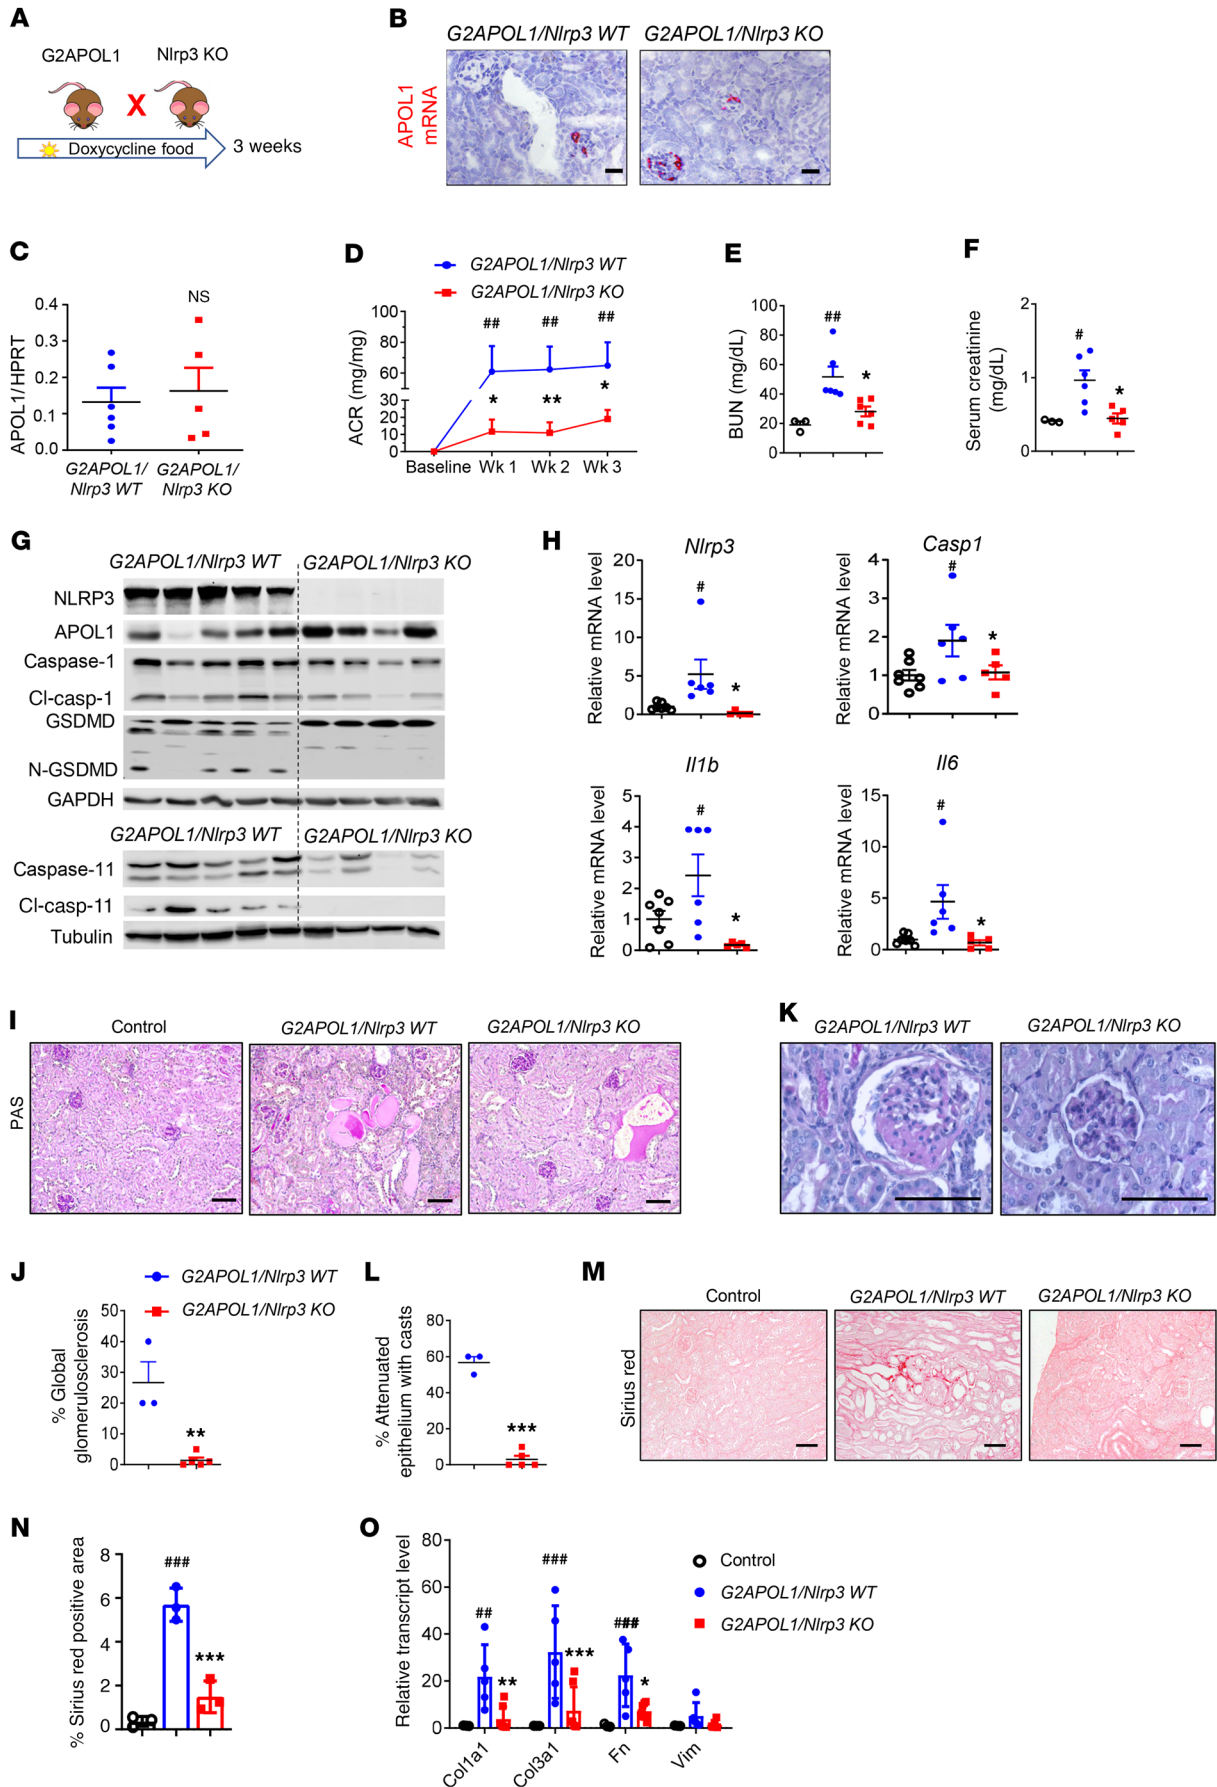 A
G2APOL1
Nlrp3 KO
X
Doxycycline food
3 weeks
B
G2APOL1/Nlrp3 WT
G2APOL1/Nlrp3 KO
APOL1
mRNA
C
NS
APOL1/HPRT
0.4
0.3
0.2
0.1
0.0
G2APOL1/
Nlrp3 WT
G2APOL1/
Nlrp3 KO
D
G2APOL1/Nlrp3 WT
G2APOL1/Nlrp3 KO
ACR (mg/mg)
100
80
60
40
30
20
10
0
##
##
##
*
**
*
Baseline
Wk 1
Wk 2
Wk 3
E
BUN (mg/dL)
100
80
60
40
20
0
##
*
F
Serum creatinine
(mg/dL)
2
1
0
#
*
G
G2APOL1/Nlrp3 WT
G2APOL1/Nlrp3 KO
NLRP3
APOL1
Caspase-1
Cl-casp-1
GSDMD
N-GSDMD
GAPDH
G2APOL1/Nlrp3 WT
G2APOL1/Nlrp3 KO
Caspase-11
Cl-casp-11
Tubulin
H
Nlrp3
Relative mRNA level
20
15
10
5
0
#
*
Casp1
Relative mRNA level
4
3
2
1
0
#
*
Il1b
Relative mRNA level
5
4
3
2
1
0
#
*
Il6
Relative mRNA level
15
10
5
0
#
*
I
Control
G2APOL1/Nlrp3 WT
G2APOL1/Nlrp3 KO
PAS
K
G2APOL1/Nlrp3 WT
G2APOL1/Nlrp3 KO
J
G2APOL1/Nlrp3 WT
G2APOL1/Nlrp3 KO
% Global
glomerulosclerosis
50
40
30
20
10
0
**
L
% Attenuated
epithelium with casts
80
60
40
20
0
***
M
Control
G2APOL1/Nlrp3 WT
G2APOL1/Nlrp3 KO
Sirius red
N
% Sirius red positive area
8
6
4
2
0
###
***
O
Relative transcript level
80
60
40
20
0
##
**
###
***
###
*
Col1a1
Col3a1
Fn
Vim
Control
G2APOL1/Nlrp3 WT
G2APOL1/Nlrp3 KO